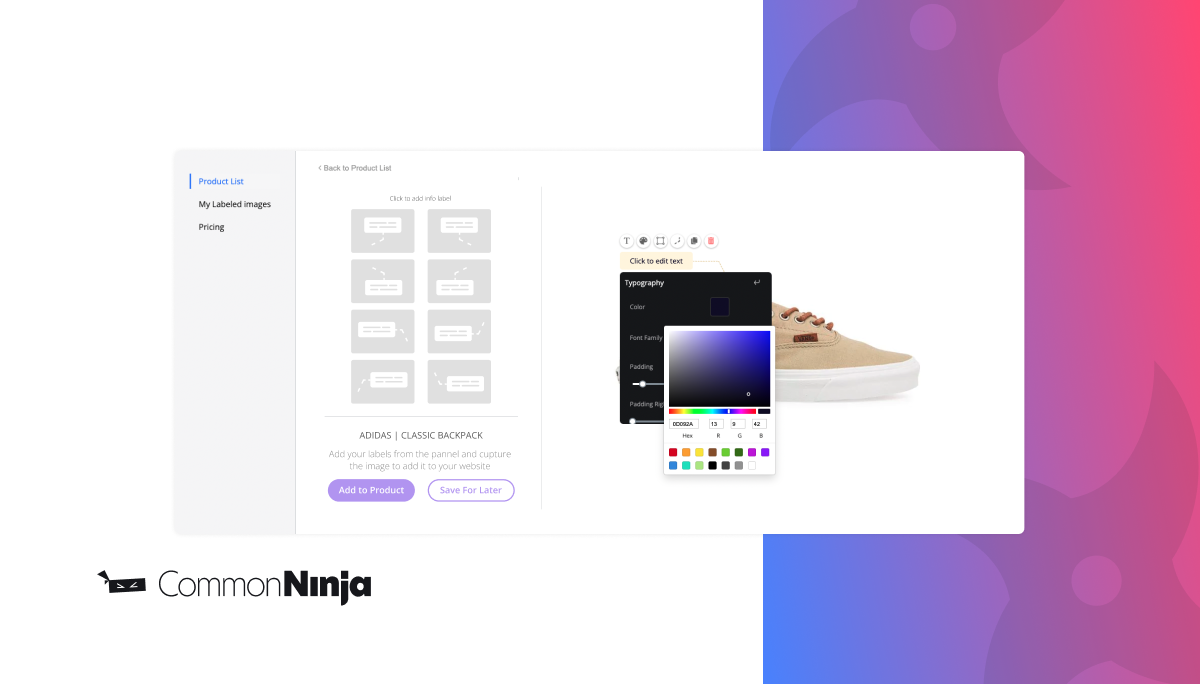 Product List
My Labeled images
Pricing
< Back to Product List
Click to add info label
ADIDAS | CLASSIC BACKPACK
Add your labels from the pannel and capture
the image to add it to your website
Add to Product
Save For Later
T
Click to edit text
Typography
Color
Font Family
Padding
Padding Rig
0D092A
13
9
42
Hex
R
G
B
CommonNinja